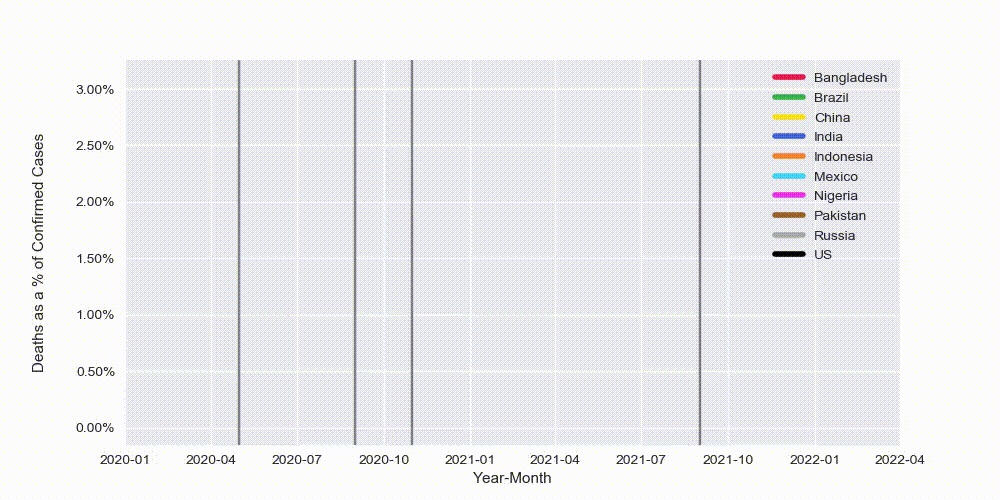 Deaths as a % of Confirmed Cases
3.00%
2.50%
2.00%
1.50%
1.00%
0.50%
0.00%
Bangladesh
Brazil
China
India
Indonesia
Mexico
Nigeria
Pakistan
Russia
US
2020-01 2020-04 2020-07 2020-10 2021-01 2021-04 2021-07 2021-10 2022-01 2022-04
Year-Month